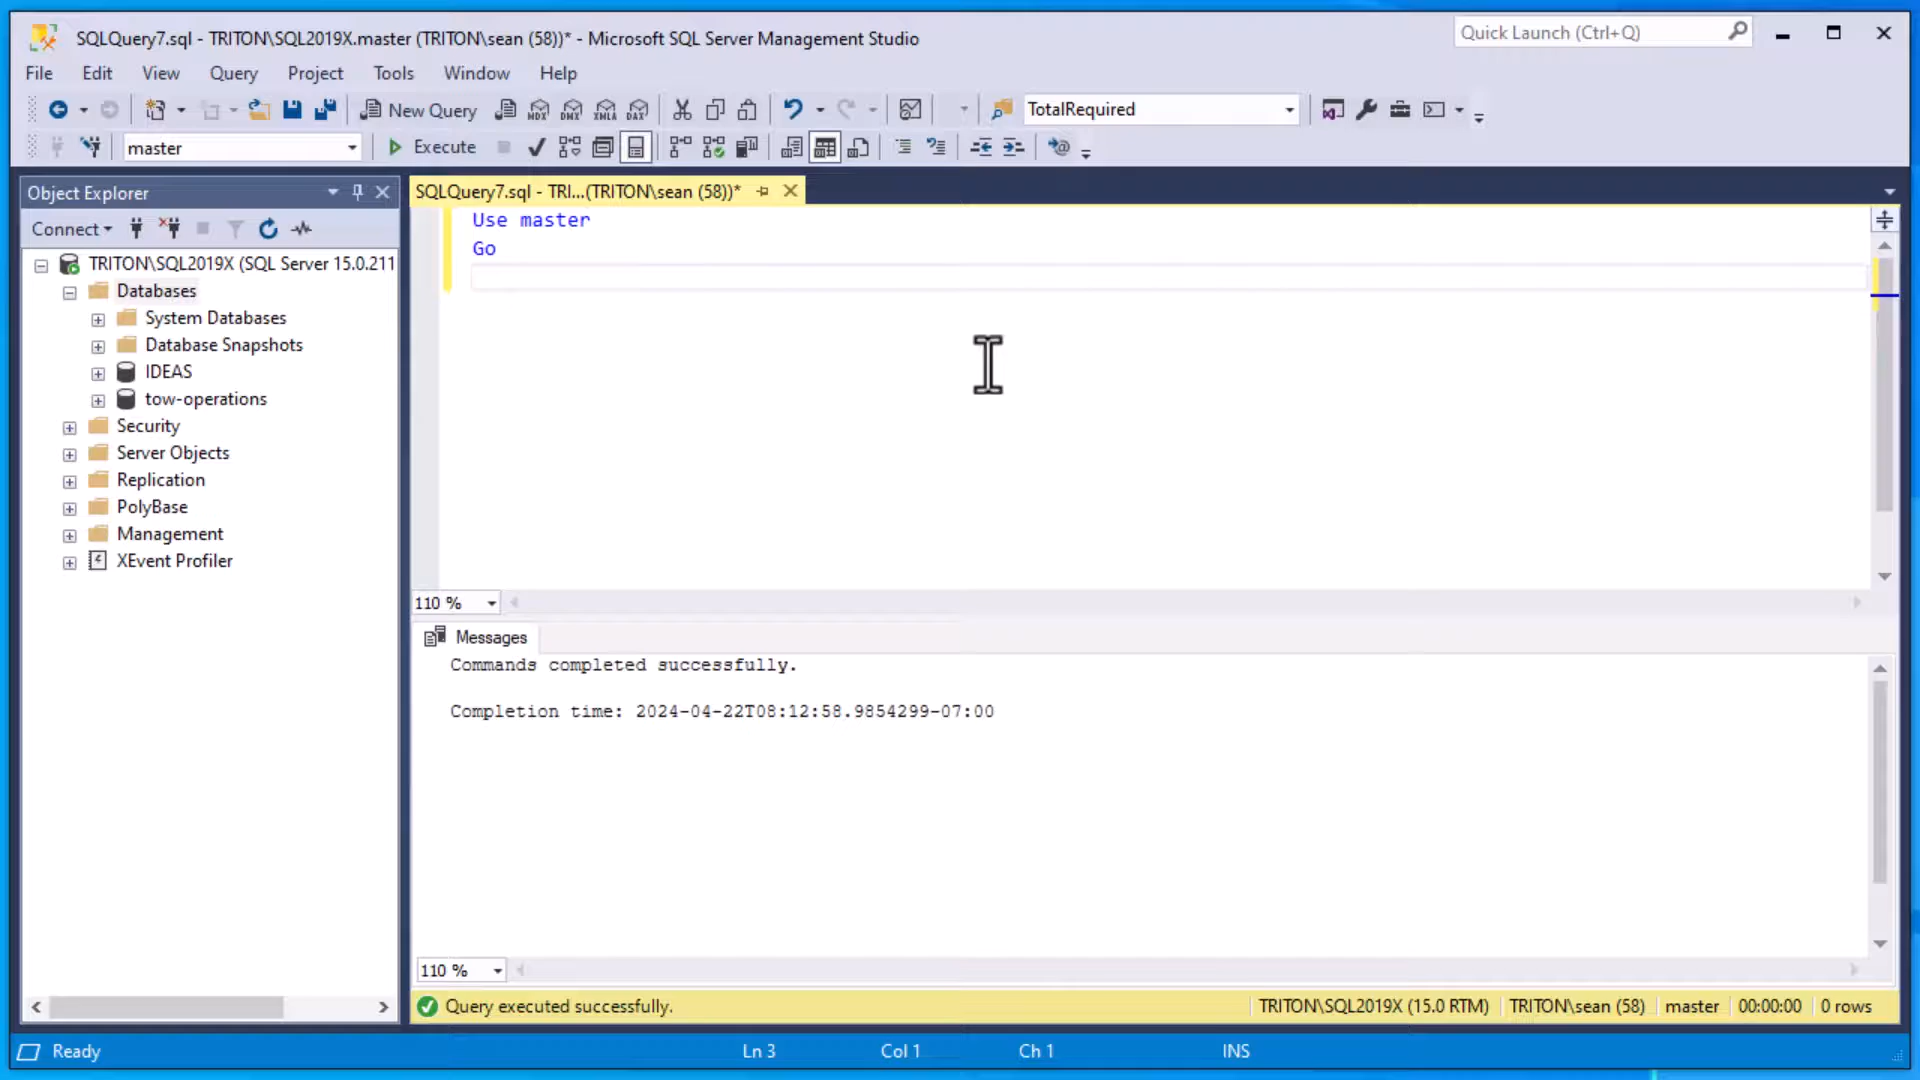 SQLQuery7.sql - TRITON\SQL2019X.master (TRITON\sean (58))* - Microsoft SQL Server Management Studio
Quick Launch (Ctrl+Q)
File Edit View Query Project Tools Window Help
New Query MDX DMX XMLA DAX TotalRequired
master Execute
Object Explorer
SQLQuery7.sql - TRI...(TRITON\sean (58))*
Connect
TRITON\SQL2019X (SQL Server 15.0.211
Databases
System Databases
Database Snapshots
IDEAS
tow-operations
Security
Server Objects
Replication
PolyBase
Management
XEvent Profiler
Use master
Go
110 %
Messages
Commands completed successfully.
Completion time: 2024-04-22T08:12:58.9854299-07:00
110 %
Query executed successfully.
TRITON\SQL2019X (15.0 RTM) TRITON\sean (58) master 00:00:00 0 rows
Ready Ln 3 Col 1 Ch 1 INS